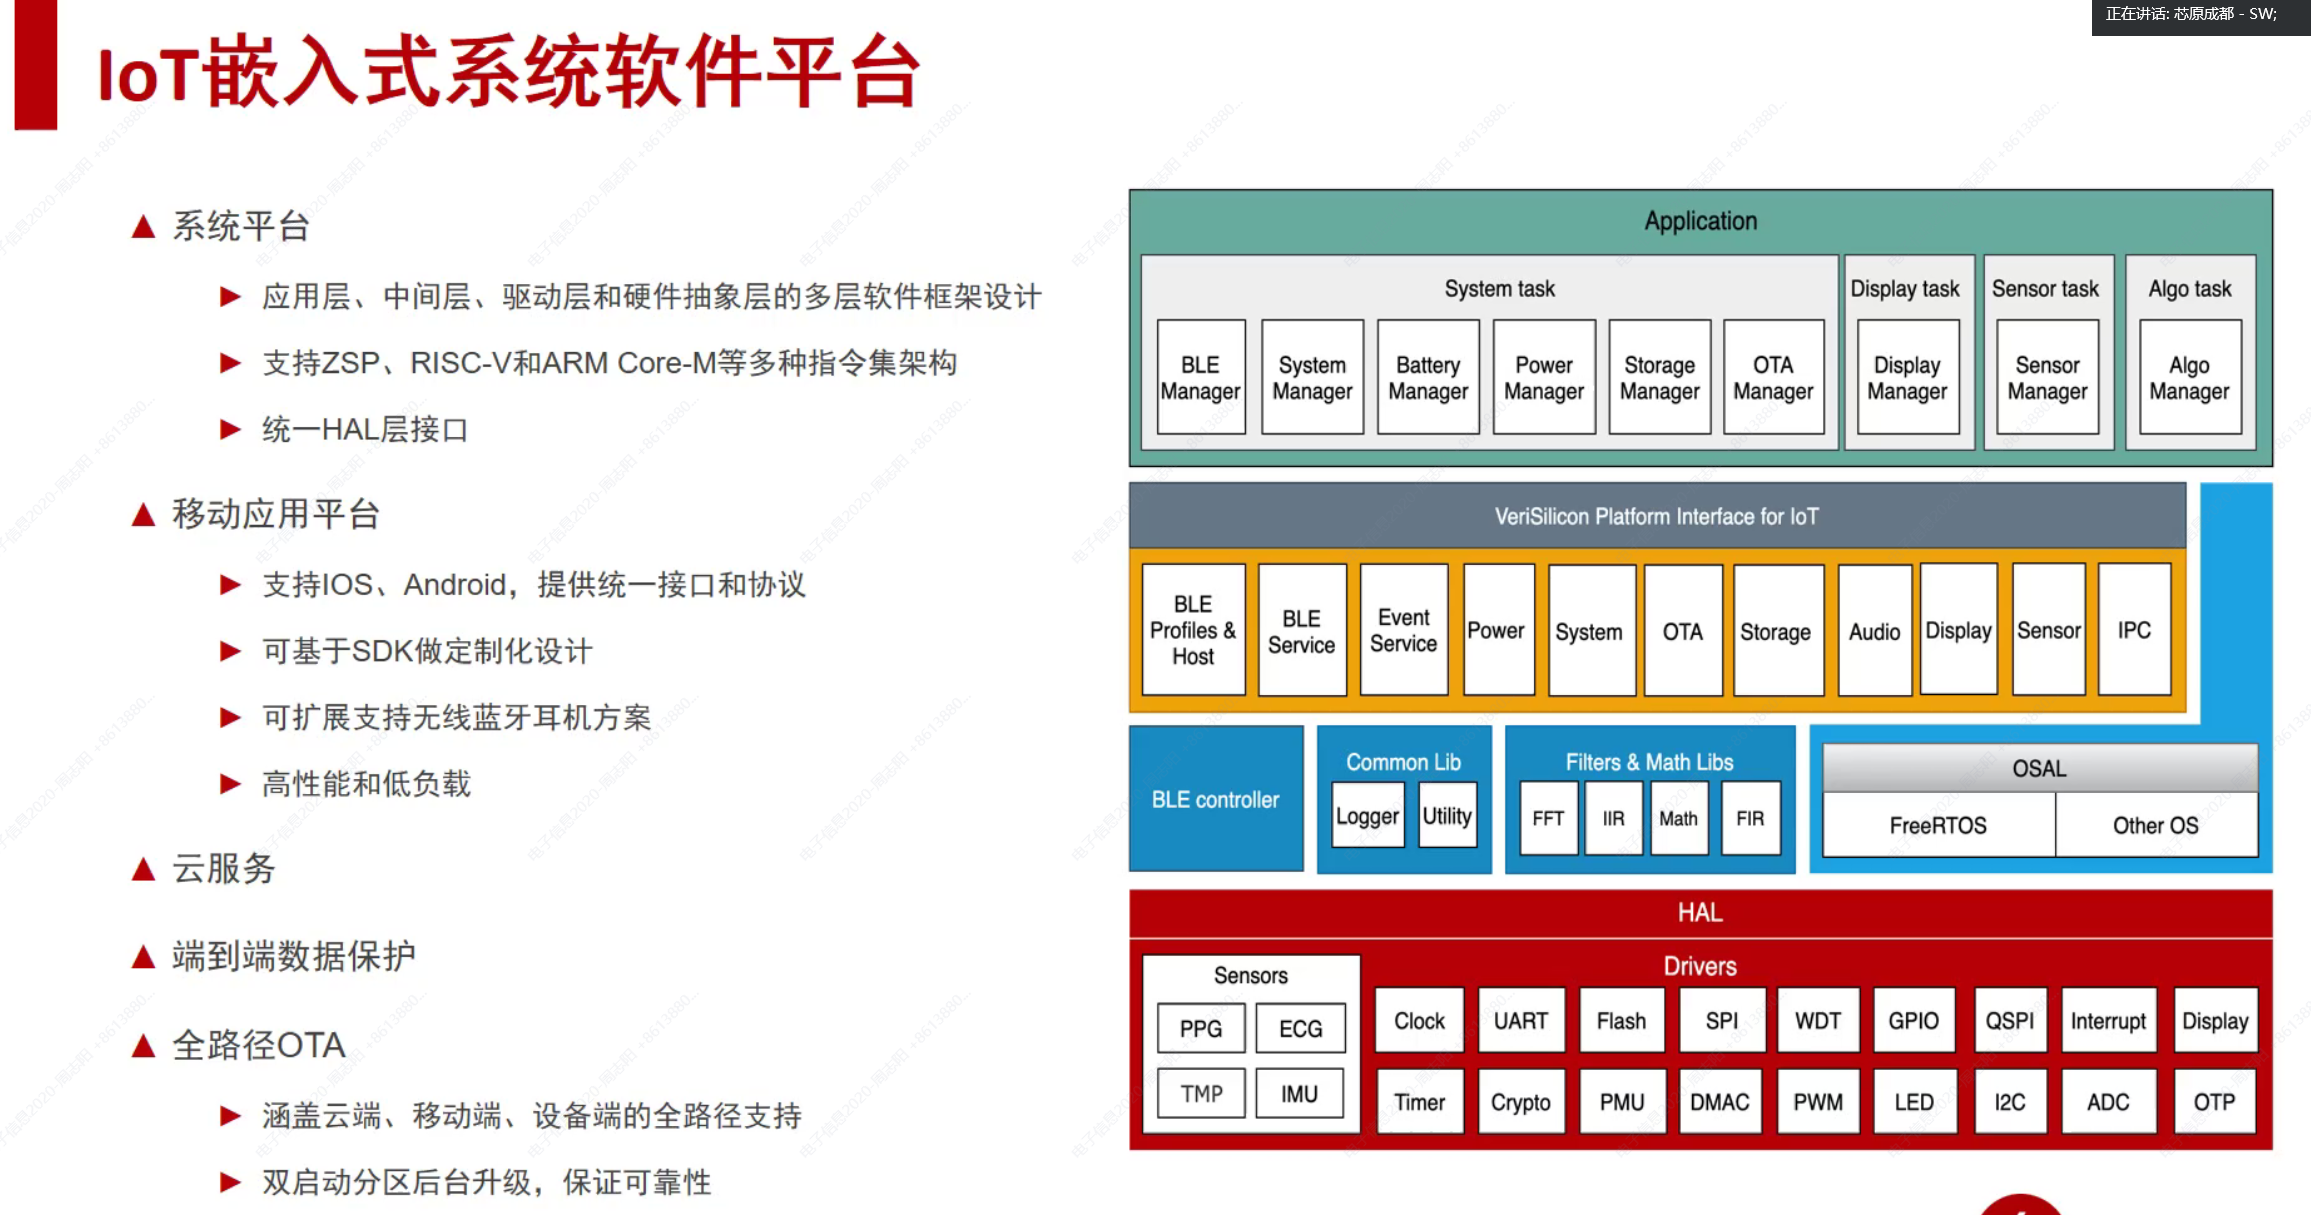 正在讲话: 芯原成都 - SW;
IoT嵌入式系统软件平台
▲ 系统平台
▶ 应用层、中间层、驱动层和硬件抽象层的多层软件框架设计
▶ 支持ZSP、RISC-V和ARM Core-M等多种指令集架构
▶ 统一HAL层接口
▲ 移动应用平台
▶ 支持IOS、Android，提供统一接口和协议
▶ 可基于SDK做定制化设计
▶ 可扩展支持无线蓝牙耳机方案
▶ 高性能和低负载
▲ 云服务
▲ 端到端数据保护
▲ 全路径OTA
▶ 涵盖云端、移动端、设备端的全路径支持
▶ 双启动分区后台升级，保证可靠性
Application
System task
BLE
Manager
System
Manager
Battery
Manager
Power
Manager
Storage
Manager
OTA
Manager
Display task
Display
Manager
Sensor task
Sensor
Manager
Algo task
Algo
Manager
VeriSilicon Platform Interface for IoT
BLE
Profiles &
Host
BLE
Service
Event
Service
Power
System
OTA
Storage
Audio
Display
Sensor
IPC
BLE controller
Common Lib
Logger
Utility
Filters & Math Libs
FFT
IIR
Math
FIR
OSAL
FreeRTOS
Other OS
HAL
Sensors
PPG
ECG
TMP
IMU
Drivers
Clock
UART
Flash
SPI
WDT
GPIO
QSPI
Interrupt
Display
Timer
Crypto
PMU
DMAC
PWM
LED
I2C
ADC
OTP
电子信息2020-周志阳 +8613880...